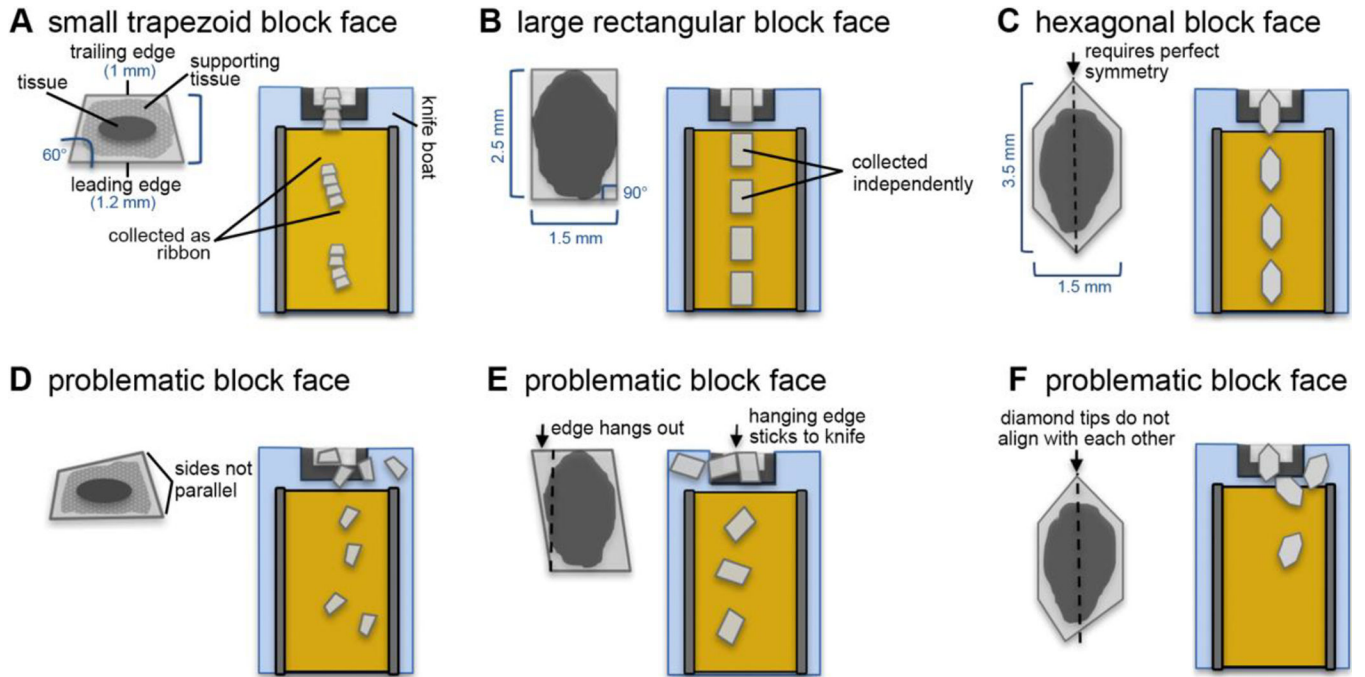 A small trapezoid block face
trailing edge
(1 mm)
supporting
tissue
tissue
60°
leading edge
(1.2 mm)
collected as
ribbon
knife boat
B large rectangular block face
2.5 mm
90°
1.5 mm
collected
independently
C hexagonal block face
requires perfect
symmetry
3.5 mm
1.5 mm
D problematic block face
sides not
parallel
E problematic block face
edge hangs out
hanging edge
sticks to knife
F problematic block face
diamond tips do not
align with each other